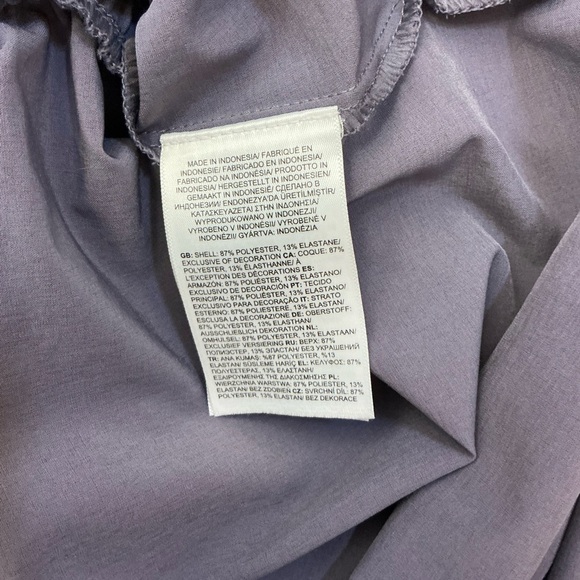 MADE IN INDONESIA/ FABRIQUÉ EN
INDONÉSIE/ FABRICADO EN INDONESIA/
FABRICADO NA INDONÉSIA/ PRODOTTO IN
INDONESIA/ HERGESTELLT IN INDONESIEN/
GEMAAKT IN INDONESIË/ СДЕЛАНО В
ИНДОНЕЗИИ/ ENDONEZYA'DA ÜRETİLMİŞTİR/
ΚΑΤΑΣΚΕΥΑΖΕΤΑΙ ΣΤΗΝ ΙΝΔΟΝΗΣΙΑ/
WYPRODUKOWANO W INDONEZJI/
VYROBENO V INDONÉSII/ VYROBENÉ V
INDONÉZII/ GYÁRTVA: INDONÉZIA
GB: SHELL: 87% POLYESTER, 13% ELASTANE/
EXCLUSIVE OF DECORATION CA: COQUE: 87%
POLYESTER, 13% ÉLASTHANNE/ À
L'EXCEPTION DES DÉCORATIONS ES:
ARMAZÓN: 87% POLIÉSTER, 13% ELASTANO/
EXCLUSIVO DE DECORACIÓN PT: TECIDO
PRINCIPAL: 87% POLIÉSTER, 13% ELASTANO/
EXCLUSIVO PARA DECORAÇÃO IT: STRATO
ESTERNO: 87% POLIESTERE, 13% ELASTAN/
ESCLUSA LA DECORAZIONE DE: OBERSTOFF:
87% POLYESTER, 13% ELASTHAN/
AUSSCHLIEßLICH DEKORATION NL:
OMHULSEL: 87% POLYESTER, 13% ELASTAAN/
EXCLUSIEF VERSIERING RU: ВЕРХ: 87%
ПОЛИЭСТЕР, 13% ЭЛАСТАН/ БЕЗ УКРАШЕНИЙ
TR: ANA KUMAŞ: %87 POLYESTER, %13
ELASTAN/ SÜSLEME HARİÇ EL: ΚΕΛΥΦΟΣ: 87%
ΠΟΛΥΕΣΤΕΡΑΣ, 13% ΕΛΑΣΤΑΝΗ/
ΕΞΑΙΡΟΥΜΕΝΗΣ ΤΗΣ ΔΙΑΚΟΣΜΗΣΗΣ PL:
WIERZCHNIA WARSTWA: 87% POLIESTER, 13%
ELASTAN/ BEZ ZDOBIEŃ CZ: SVRCHNÍ DÍL: 87%
POLYESTER, 13% ELASTAN/ BEZ DEKORACE